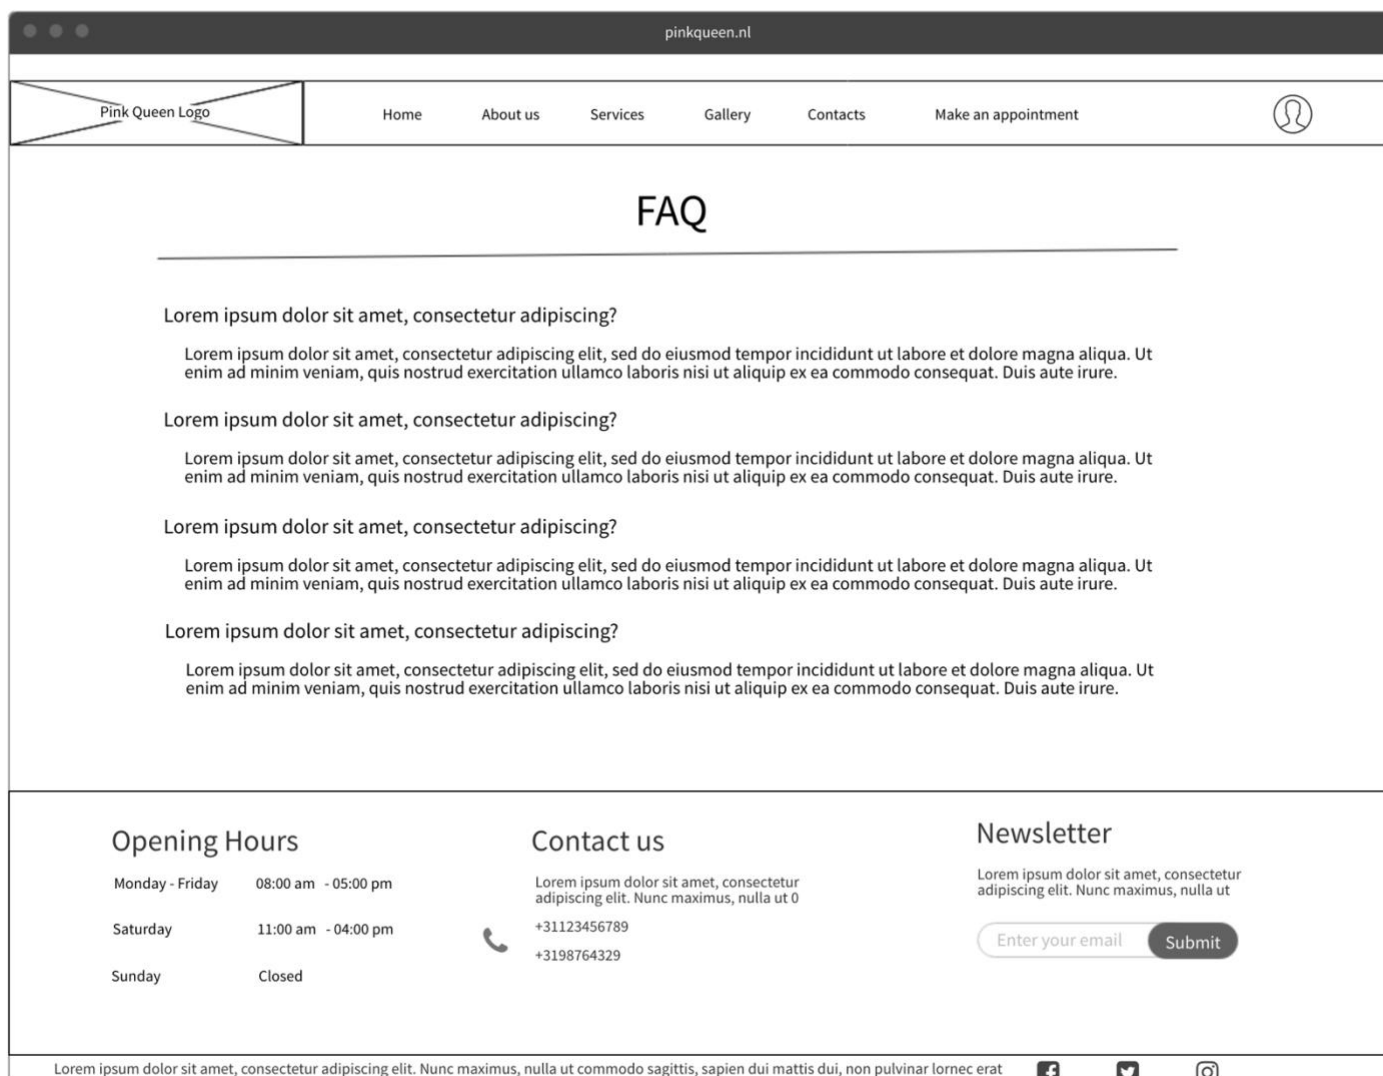 pinkqueen.nl
Pink Queen Logo
Home
About us
Services
Gallery
Contacts
Make an appointment
FAQ
Lorem ipsum dolor sit amet, consectetur adipiscing?
Lorem ipsum dolor sit amet, consectetur adipiscing elit, sed do eiusmod tempor incididunt ut labore et dolore magna aliqua. Ut
enim ad minim veniam, quis nostrud exercitation ullamco laboris nisi ut aliquip ex ea commodo consequat. Duis aute irure.
Lorem ipsum dolor sit amet, consectetur adipiscing?
Lorem ipsum dolor sit amet, consectetur adipiscing elit, sed do eiusmod tempor incididunt ut labore et dolore magna aliqua. Ut
enim ad minim veniam, quis nostrud exercitation ullamco laboris nisi ut aliquip ex ea commodo consequat. Duis aute irure.
Lorem ipsum dolor sit amet, consectetur adipiscing?
Lorem ipsum dolor sit amet, consectetur adipiscing elit, sed do eiusmod tempor incididunt ut labore et dolore magna aliqua. Ut
enim ad minim veniam, quis nostrud exercitation ullamco laboris nisi ut aliquip ex ea commodo consequat. Duis aute irure.
Lorem ipsum dolor sit amet, consectetur adipiscing?
Lorem ipsum dolor sit amet, consectetur adipiscing elit, sed do eiusmod tempor incididunt ut labore et dolore magna aliqua. Ut
enim ad minim veniam, quis nostrud exercitation ullamco laboris nisi ut aliquip ex ea commodo consequat. Duis aute irure.
Opening Hours
Monday - Friday 08:00 am - 05:00 pm
Saturday 11:00 am - 04:00 pm
Sunday Closed
Contact us
Lorem ipsum dolor sit amet, consectetur
adipiscing elit. Nunc maximus, nulla ut 0
+31123456789
+3198764329
Newsletter
Lorem ipsum dolor sit amet, consectetur
adipiscing elit. Nunc maximus, nulla ut
Enter your email
Submit
Lorem ipsum dolor sit amet, consectetur adipiscing elit. Nunc maximus, nulla ut commodo sagittis, sapien dui mattis dui, non pulvinar lornec erat